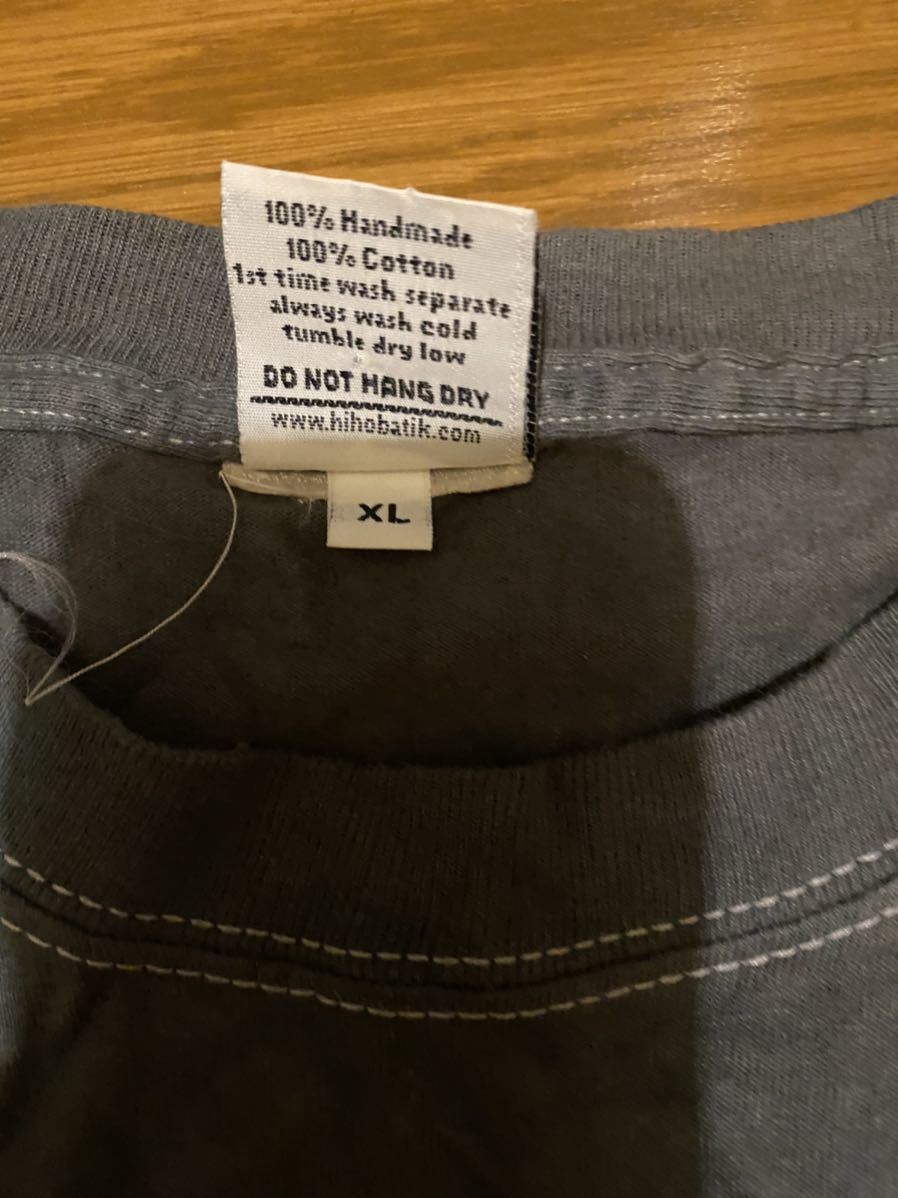 100% Handmade
100% Cotton
1st time wash separate
always wash cold
tumble dry low
DO NOT HANG DRY
www.hihobatik.com
XL